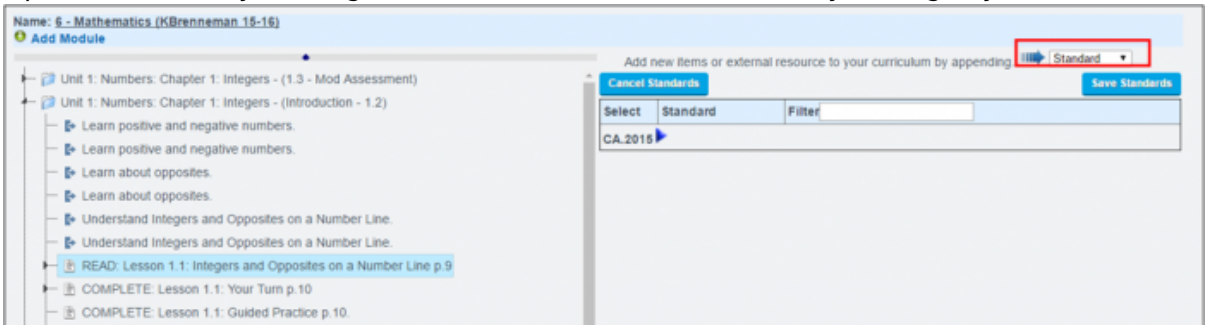 Name: 6 - Mathematics (KBrenneman 15-16)
Add Module
Unit 1: Numbers: Chapter 1: Integers - (1.3 - Mod Assessment)
Unit 1: Numbers: Chapter 1: Integers - (Introduction - 1.2)
Learn positive and negative numbers.
Learn positive and negative numbers.
Learn about opposites.
Learn about opposites.
Understand Integers and Opposites on a Number Line.
Understand Integers and Opposites on a Number Line.
READ: Lesson 1.1: Integers and Opposites on a Number Line p.9
COMPLETE: Lesson 1.1: Your Turn p.10
COMPLETE: Lesson 1.1: Guided Practice p.10.
Add new items or external resource to your curriculum by appending Standard
Cancel Standards Save Standards
Select Standard Filter
CA.2015